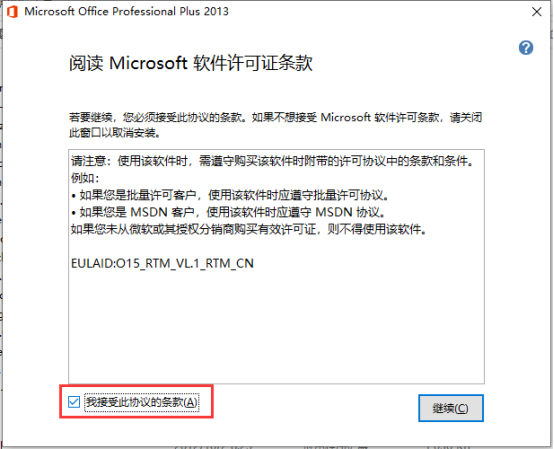 Microsoft Office Professional Plus 2013
阅读 Microsoft 软件许可证条款
若要继续，您必须接受此协议的条款。如果不想接受 Microsoft 软件许可条款，请关闭
此窗口以取消安装。
请注意：使用该软件时，需遵守购买该软件时附带的许可协议中的条款和条件。
例如：
• 如果您是批量许可客户，使用该软件时应遵守批量许可协议。
• 如果您是 MSDN 客户，使用该软件时应遵守 MSDN 协议。
如果您未从微软或其授权分销商购买有效许可证，则不得使用该软件。
EULAID:O15_RTM_VL.1_RTM_CN
我接受此协议的条款(A)
继续(C)